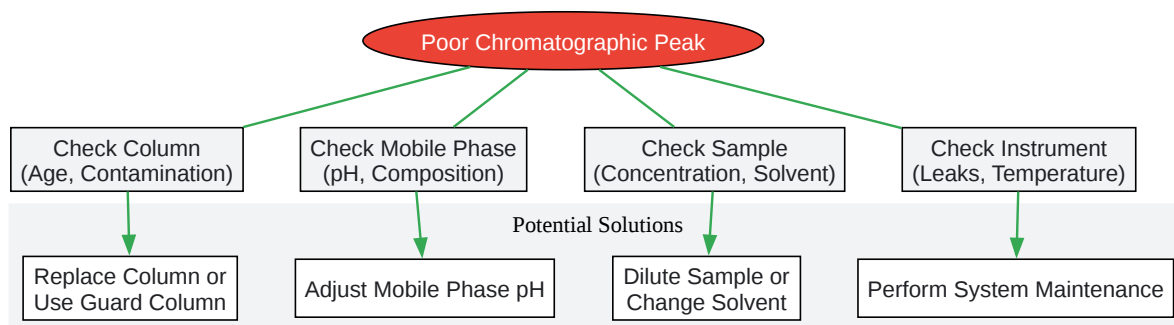 Poor Chromatographic Peak
Check Column
(Age, Contamination)
Check Mobile Phase
(pH, Composition)
Check Sample
(Concentration, Solvent)
Check Instrument
(Leaks, Temperature)
Potential Solutions
Replace Column or
Use Guard Column
Adjust Mobile Phase pH
Dilute Sample or
Change Solvent
Perform System Maintenance